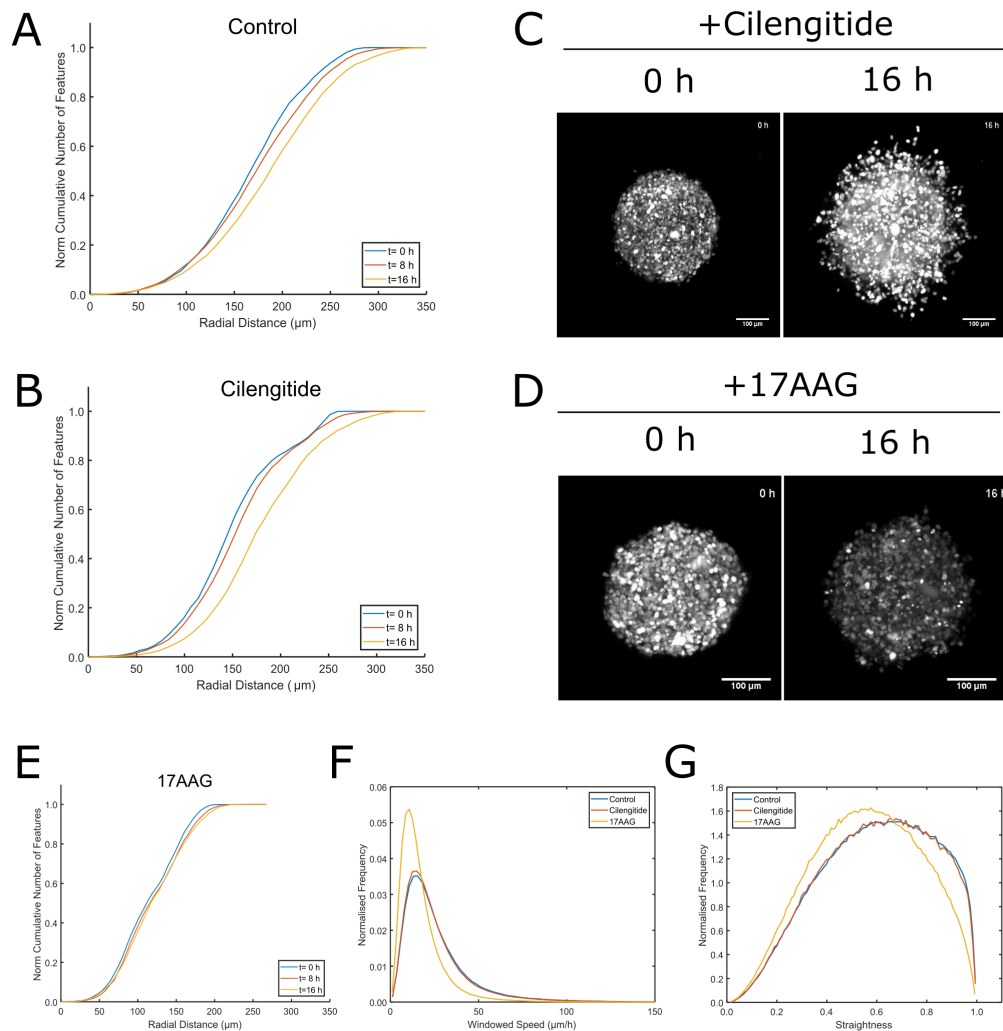 A
Control
Norm Cumulative Number of Features
1.0
0.8
0.6
0.4
0.2
0.0
0 50 100 150 200 250 300 350
Radial Distance (µm)
t= 0 h
t= 8 h
t=16 h
B
Cilengitide
Norm Cumulative Number of Features
1.0
0.8
0.6
0.4
0.2
0.0
0 50 100 150 200 250 300 350
Radial Distance ( µm)
t= 0 h
t= 8 h
t=16 h
C
+Cilengitide
0 h 16 h
0 h
100 µm
16 h
100 µm
D
+17AAG
0 h 16 h
0 h
100 µm
16 h
100 µm
E
17AAG
Norm Cumulative Number of Features
1.0
0.8
0.6
0.4
0.2
0.0
0 50 100 150 200 250 300 350
Radial Distance (µm)
t= 0 h
t= 8 h
t=16 h
F
Normalised Frequency
0.06
0.05
0.04
0.03
0.02
0.01
0.00
0 50 100 150
Windowed Speed (µm/h)
Control
Cilengitide
17AAG
G
Normalised Frequency
1.8
1.6
1.4
1.2
1.0
0.8
0.6
0.4
0.2
0.0
0.0 0.2 0.4 0.6 0.8 1.0
Straightness
Control
Cilengitide
17AAG